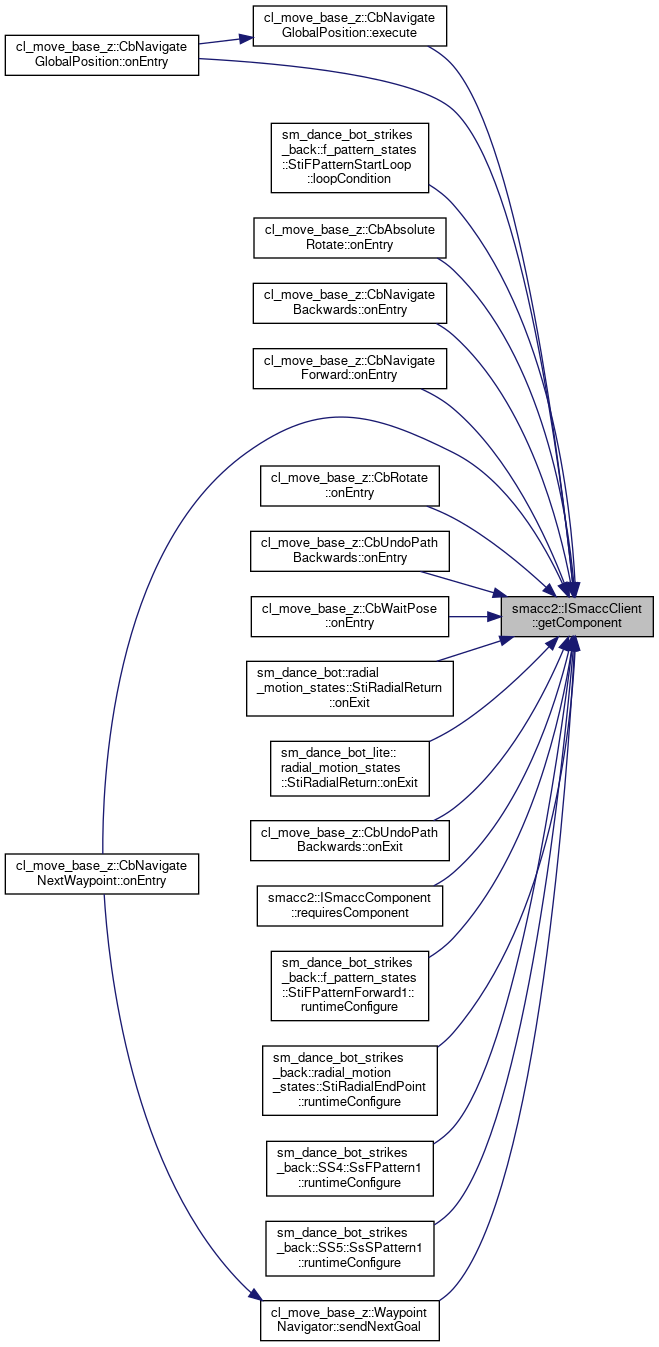 cl_move_base_z::CbNavigate
GlobalPosition::execute
cl_move_base_z::CbNavigate
GlobalPosition::onEntry
sm_dance_bot_strikes
_back::f_pattern_states
::StiFPatternStartLoop
::loopCondition
cl_move_base_z::CbAbsolute
Rotate::onEntry
cl_move_base_z::CbNavigate
Backwards::onEntry
cl_move_base_z::CbNavigate
Forward::onEntry
cl_move_base_z::CbRotate
::onEntry
cl_move_base_z::CbUndoPath
Backwards::onEntry
cl_move_base_z::CbWaitPose
::onEntry
smacc2::ISmaccClient
::getComponent
sm_dance_bot::radial
_motion_states::StiRadialReturn
::onExit
sm_dance_bot_lite::
radial_motion_states
::StiRadialReturn::onExit
cl_move_base_z::CbUndoPath
Backwards::onExit
cl_move_base_z::CbNavigate
NextWaypoint::onEntry
smacc2::ISmaccComponent
::requiresComponent
sm_dance_bot_strikes
_back::f_pattern_states
::StiFPatternForward1::
runtimeConfigure
sm_dance_bot_strikes
_back::radial_motion
_states::StiRadialEndPoint
::runtimeConfigure
sm_dance_bot_strikes
_back::SS4::SsFPattern1
::runtimeConfigure
sm_dance_bot_strikes
_back::SS5::SsSPattern1
::runtimeConfigure
cl_move_base_z::Waypoint
Navigator::sendNextGoal